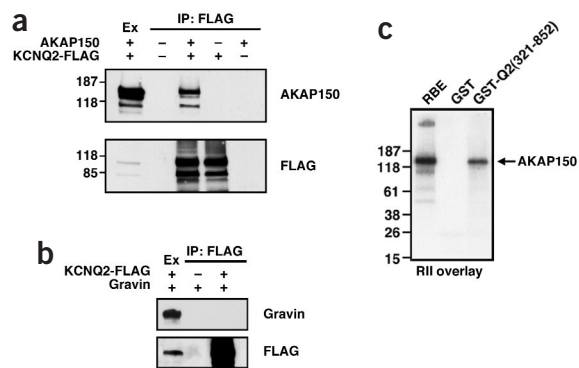 a
IP: FLAG
Ex
AKAP150 + – + – +
KCNQ2-FLAG + – + + –
187
118
AKAP150
118
85
FLAG
b
IP: FLAG
Ex
KCNQ2-FLAG + – +
Gravin + + +
Gravin
FLAG
c
RBE
GST
GST-Q2(321-852)
187
118
61
38
26
15
AKAP150
RII overlay